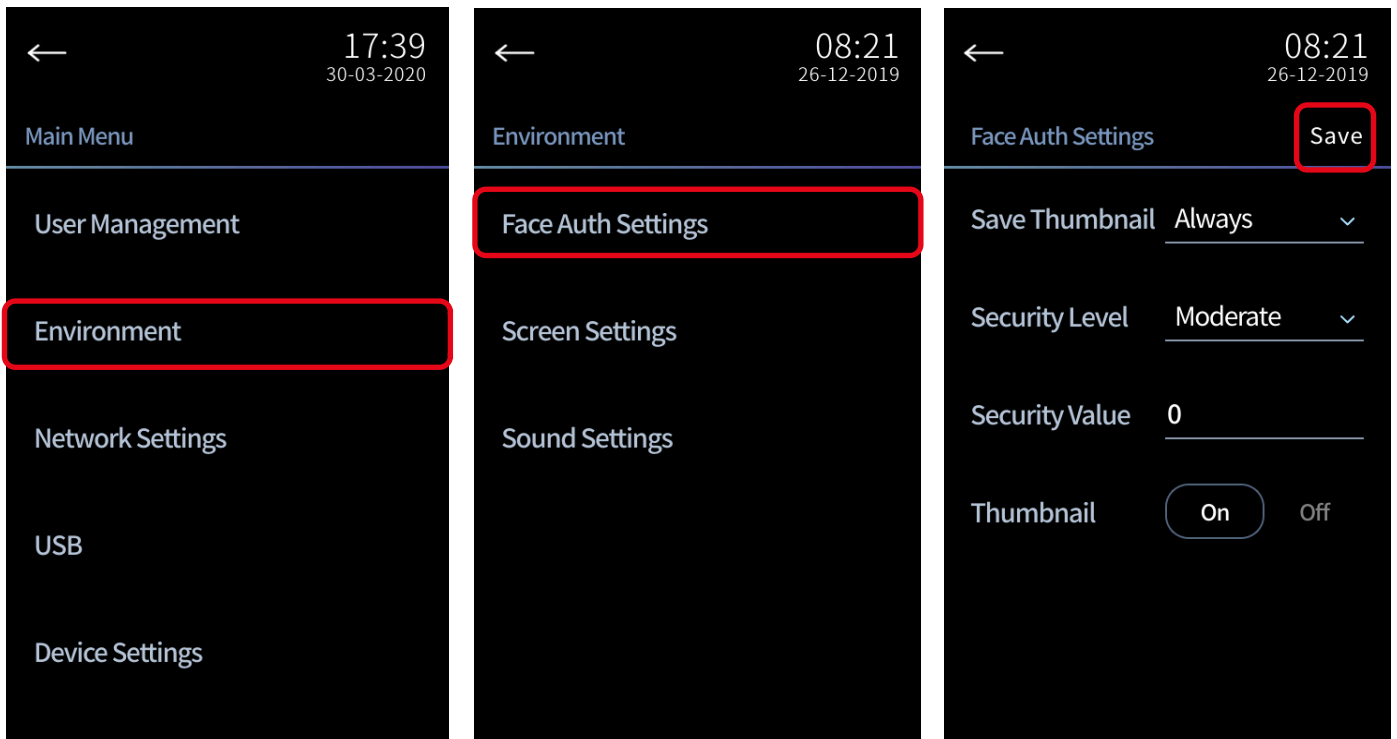 17:39
30-03-2020
Main Menu
User Management
Environment
Network Settings
USB
Device Settings
08:21
26-12-2019
Environment
Face Auth Settings
Screen Settings
Sound Settings
08:21
26-12-2019
Face Auth Settings Save
Save Thumbnail Always
Security Level Moderate
Security Value 0
Thumbnail On Off